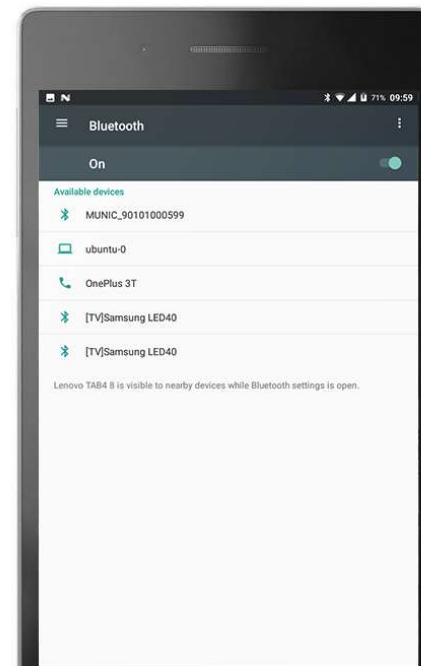 71% 09:59
Bluetooth
On
Available devices
MUNIC_90101000599
ubuntu-0
OnePlus 3T
[TV]Samsung LED40
[TV]Samsung LED40
Lenovo TAB4 8 is visible to nearby devices while Bluetooth settings is open.